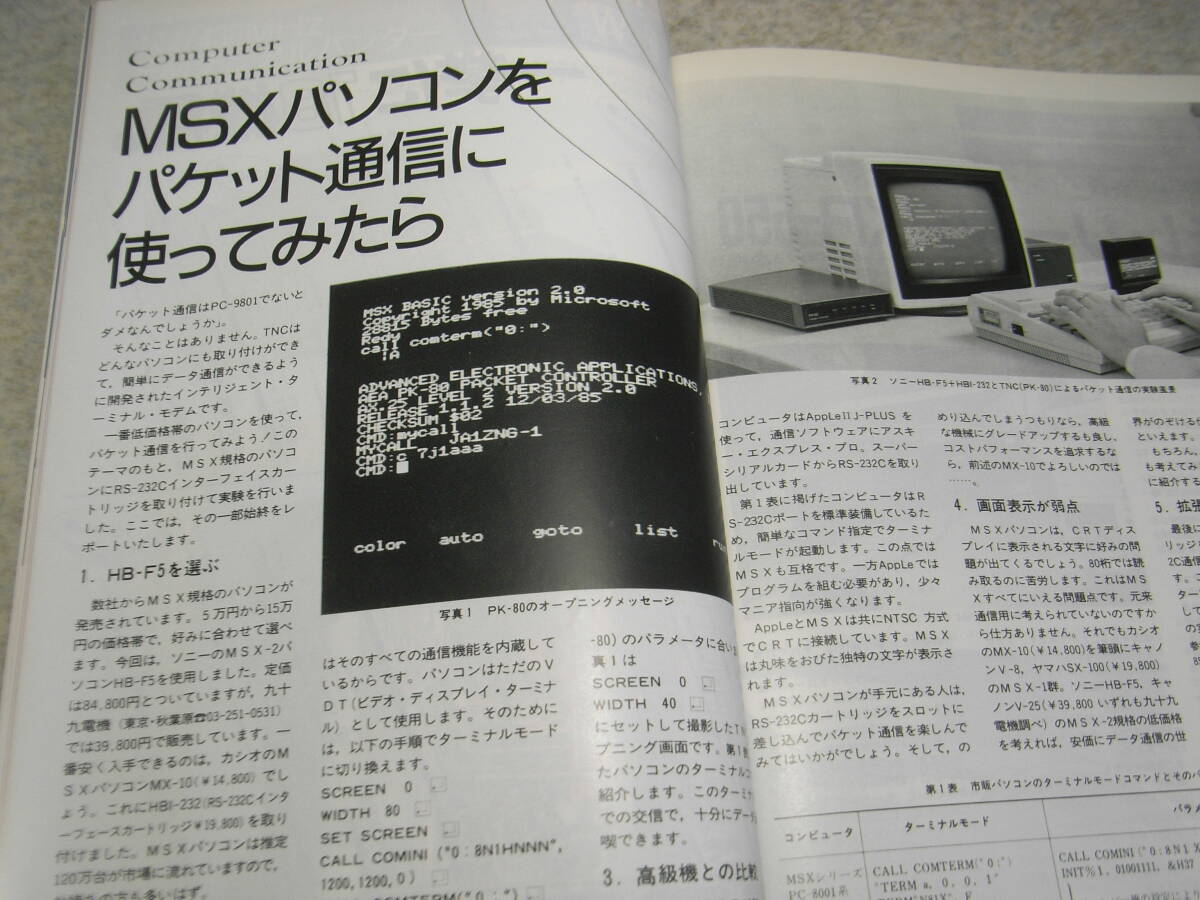 Computer
Communication
MSXパソコンを
パケット通信に
使ってみたら
「パケット通信はPC-9801でないと
ダメなんでしょうか」。
そんなことはありません。TNCは
どんなパソコンにも取り付けができ
て，簡単にデータ通信ができるよう
に開発されたインテリジェント・タ
ーミナル・モデムです。
一番低価格帯のパソコンを使って，
パケット通信を行ってみよう！この
テーマのもと，MSX規格のパソコ
ンにRS-232Cインターフェイスカー
トリッジを取り付けて実験を行いま
した。ここでは，その一部始終をレ
ポートいたします。
1. HB-F5を選ぶ
数社からMSX規格のパソコンが
発売されています。5万円から15万
円の価格帯で，好みに合わせて選べ
ます。今回は，ソニーのMSX-2パ
ソコンHB-F5を使用しました。定価
は84,800円とついていますが，九十
九電機（東京・秋葉原☎03-251-0531）
では39,800円で販売しています。一
番安く入手できるのは，カシオのM
SXパソコンMX-10(￥14,800)でし
ょう。これにHBI-232(RS-232Cインタ
ーフェースカートリッジ￥19,800)を取り
付けました。MSXパソコンは推定
120万台が市場に流れていますので，
MSX BASIC version 2.0
Copyright 1985 by Microsoft
28815 Bytes free
Redy
call comterm("0:")
!A
ADVANCED ELECTRONIC APPLICATIONS,
AEA PK-80 PACKET CONTROLLER
AX.25 LEVEL 2 VERSION 2.0
RELEASE 1.1.2 12/03/85
CHECKSUM $02
CMD:mycall
MYCALL JA1ZNG-1
CMD:c 7j1aaa
CMD:
color auto goto list
写真1 PK-80のオープニングメッセージ
はそのすべての通信機能を内蔵して
いるからです。パソコンはただのV
DT（ビデオ・ディスプレイ・ターミナ
ル）として使用します。そのために
は，以下の手順でターミナルモード
に切り換えます。
SCREEN 0
WIDTH 80
SET SCREEN
CALL COMINI ("0:8N1HNNN",
1200,1200,0)
-80) のパラメータに合い
真1は
SCREEN 0
WIDTH 40
にセットして撮影した
プニング画面です。第1
たパソコンのターミナル
紹介します。このターミ
での交信で，十分にデー
喫できます。
3. 高級機との比較
写真2 ソニーHB-F5+HBI-232とTNC(PK-80)によるパケット通信の実験風景
コンピュータはAppLeIIJ-PLUS を
使って，通信ソフトウェアにアスキ
ー・エクスプレス・プロ。スーパー
シリアルカードからRS-232Cを取り
出しています。
第1表に掲げたコンピュータはR
S-232Cポートを標準装備しているた
め，簡単なコマンド指定でターミナ
ルモードが起動します。この点では
MSXも互格です。一方AppLeでは
プログラムを組む必要があり，少々
マニア指向が強くなります。
AppLeとMSXは共にNTSC 方式
でCRTに接続しています。MSX
は丸味をおびた独特の文字が表示さ
れます。
MSXパソコンが手元にある人は，
RS-232Cカートリッジをスロットに
差し込んでパケット通信を楽しんで
みてはいかがでしょう。そして，の
めり込んでしまうつもりなら，高級
な機械にグレードアップするも良し，
コストパフォーマンスを追求するな
ら，前述のMX-10でよろしいのでは
……。
4. 画面表示が弱点
MSXパソコンは，CRTディス
プレイに表示される文字に好みの問
題が出てくるでしょう。80桁では読
み取るのに苦労します。これはMS
Xすべてにいえる問題点です。元来
通信用に考えられていないのですか
ら仕方ありません。それでもカシオ
のMX-10(￥14,800)を筆頭にキャノ
ンV-8，ヤマハSX-100(￥19,800)
のMSX-1群。ソニーHB-F5，キャ
ノンV-25(￥39,800 いずれも九十九
電機調べ）のMSX-2規格の低価格
を考えれば，安価にデータ通信の世
界がのぞけるか
といえます。
もちろん，
も考えてみ
に紹介する
5. 拡張
最後に
リッジを
2C通信
第1表 市販パソコンのターミナルモードコマンドとそのパ
コンピュータ
ターミナルモード
パラメ
MSXシリーズ
CALL COMTERM("0:")
CALL COMINI("0:8N1X
PC-8001系
"TERM a, 0, 0, 1"
INIT%1, 01001111, &H37